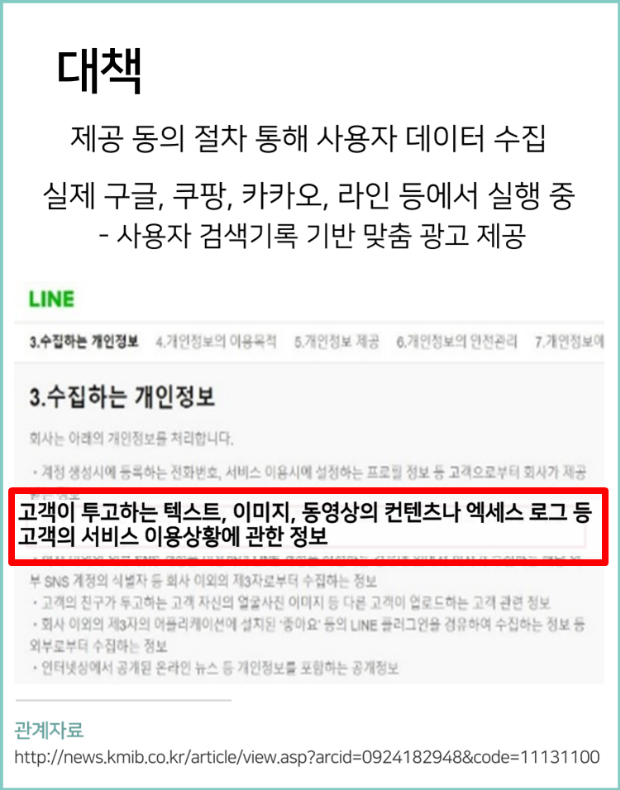 대책
제공 동의 절차 통해 사용자 데이터 수집
실제 구글, 쿠팡, 카카오, 라인 등에서 실행 중
- 사용자 검색기록 기반 맞춤 광고 제공
LINE
3.수집하는 개인정보 4.개인정보의 이용목적 5.개인정보 제공 6.개인정보의 안전관리 7.개인정보에
3.수집하는 개인정보
회사는 아래의 개인정보를 처리합니다.
· 계정 생성시에 등록하는 전화번호, 서비스 이용시에 설정하는 프로필 정보 등 고객으로부터 회사가 제공
고객이 투고하는 텍스트, 이미지, 동영상의 컨텐츠나 엑세스 로그 등
고객의 서비스 이용상황에 관한 정보
부 SNS 계정의 식별자 등 회사 이외의 제3자로부터 수집하는 정보
· 고객의 친구가 투고하는 고객 자신의 얼굴사진 이미지 등 다른 고객이 업로드하는 고객 관련 정보
· 회사 이외의 제3자의 어플리케이션에 설치된 '좋아요' 등의 LINE 플러그인을 경유하여 수집하는 정보 등
외부로부터 수집하는 정보
· 인터넷상에서 공개된 온라인 뉴스 등 개인정보를 포함하는 공개정보
관계자료
http://news.kmib.co.kr/article/view.asp?arcid=0924182948&code=11131100